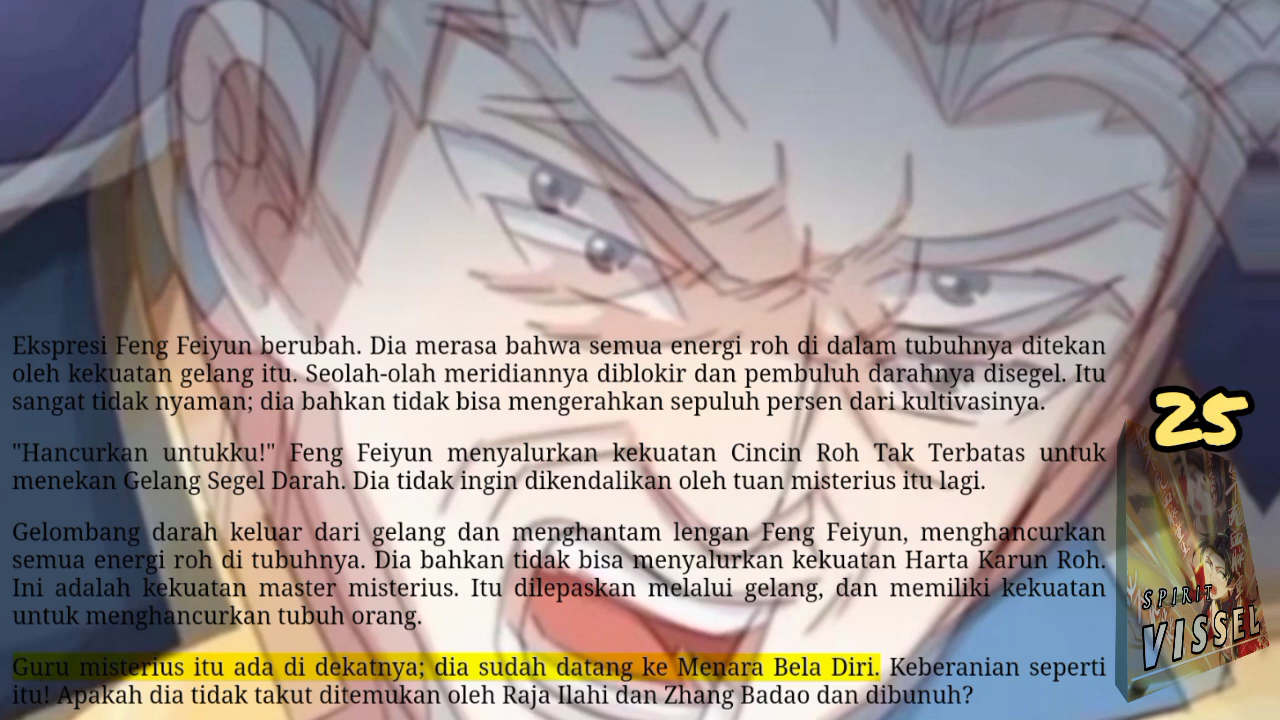 Ekspresi Feng Feiyun berubah. Dia merasa bahwa semua energi roh di dalam tubuhnya ditekan
oleh kekuatan gelang itu. Seolah-olah meridiannya diblokir dan pembuluh darahnya disegel. Itu
sangat tidak nyaman; dia bahkan tidak bisa mengerahkan sepuluh persen dari kultivasinya.
"Hancurkan untukku!" Feng Feiyun menyalurkan kekuatan Cincin Roh Tak Terbatas untuk
menekan Gelang Segel Darah. Dia tidak ingin dikendalikan oleh tuan misterius itu lagi.
Gelombang darah keluar dari gelang dan menghantam lengan Feng Feiyun, menghancurkan
semua energi roh di tubuhnya. Dia bahkan tidak bisa menyalurkan kekuatan Harta Karun Roh.
Ini adalah kekuatan master misterius. Itu dilepaskan melalui gelang, dan memiliki kekuatan
untuk menghancurkan tubuh orang.
Guru misterius itu ada di dekatnya; dia sudah datang ke Menara Bela Diri. Keberanian seperti
itu! Apakah dia tidak takut ditemukan oleh Raja Ilahi dan Zhang Badao dan dibunuh?
25
SPIRIT
VISSEL